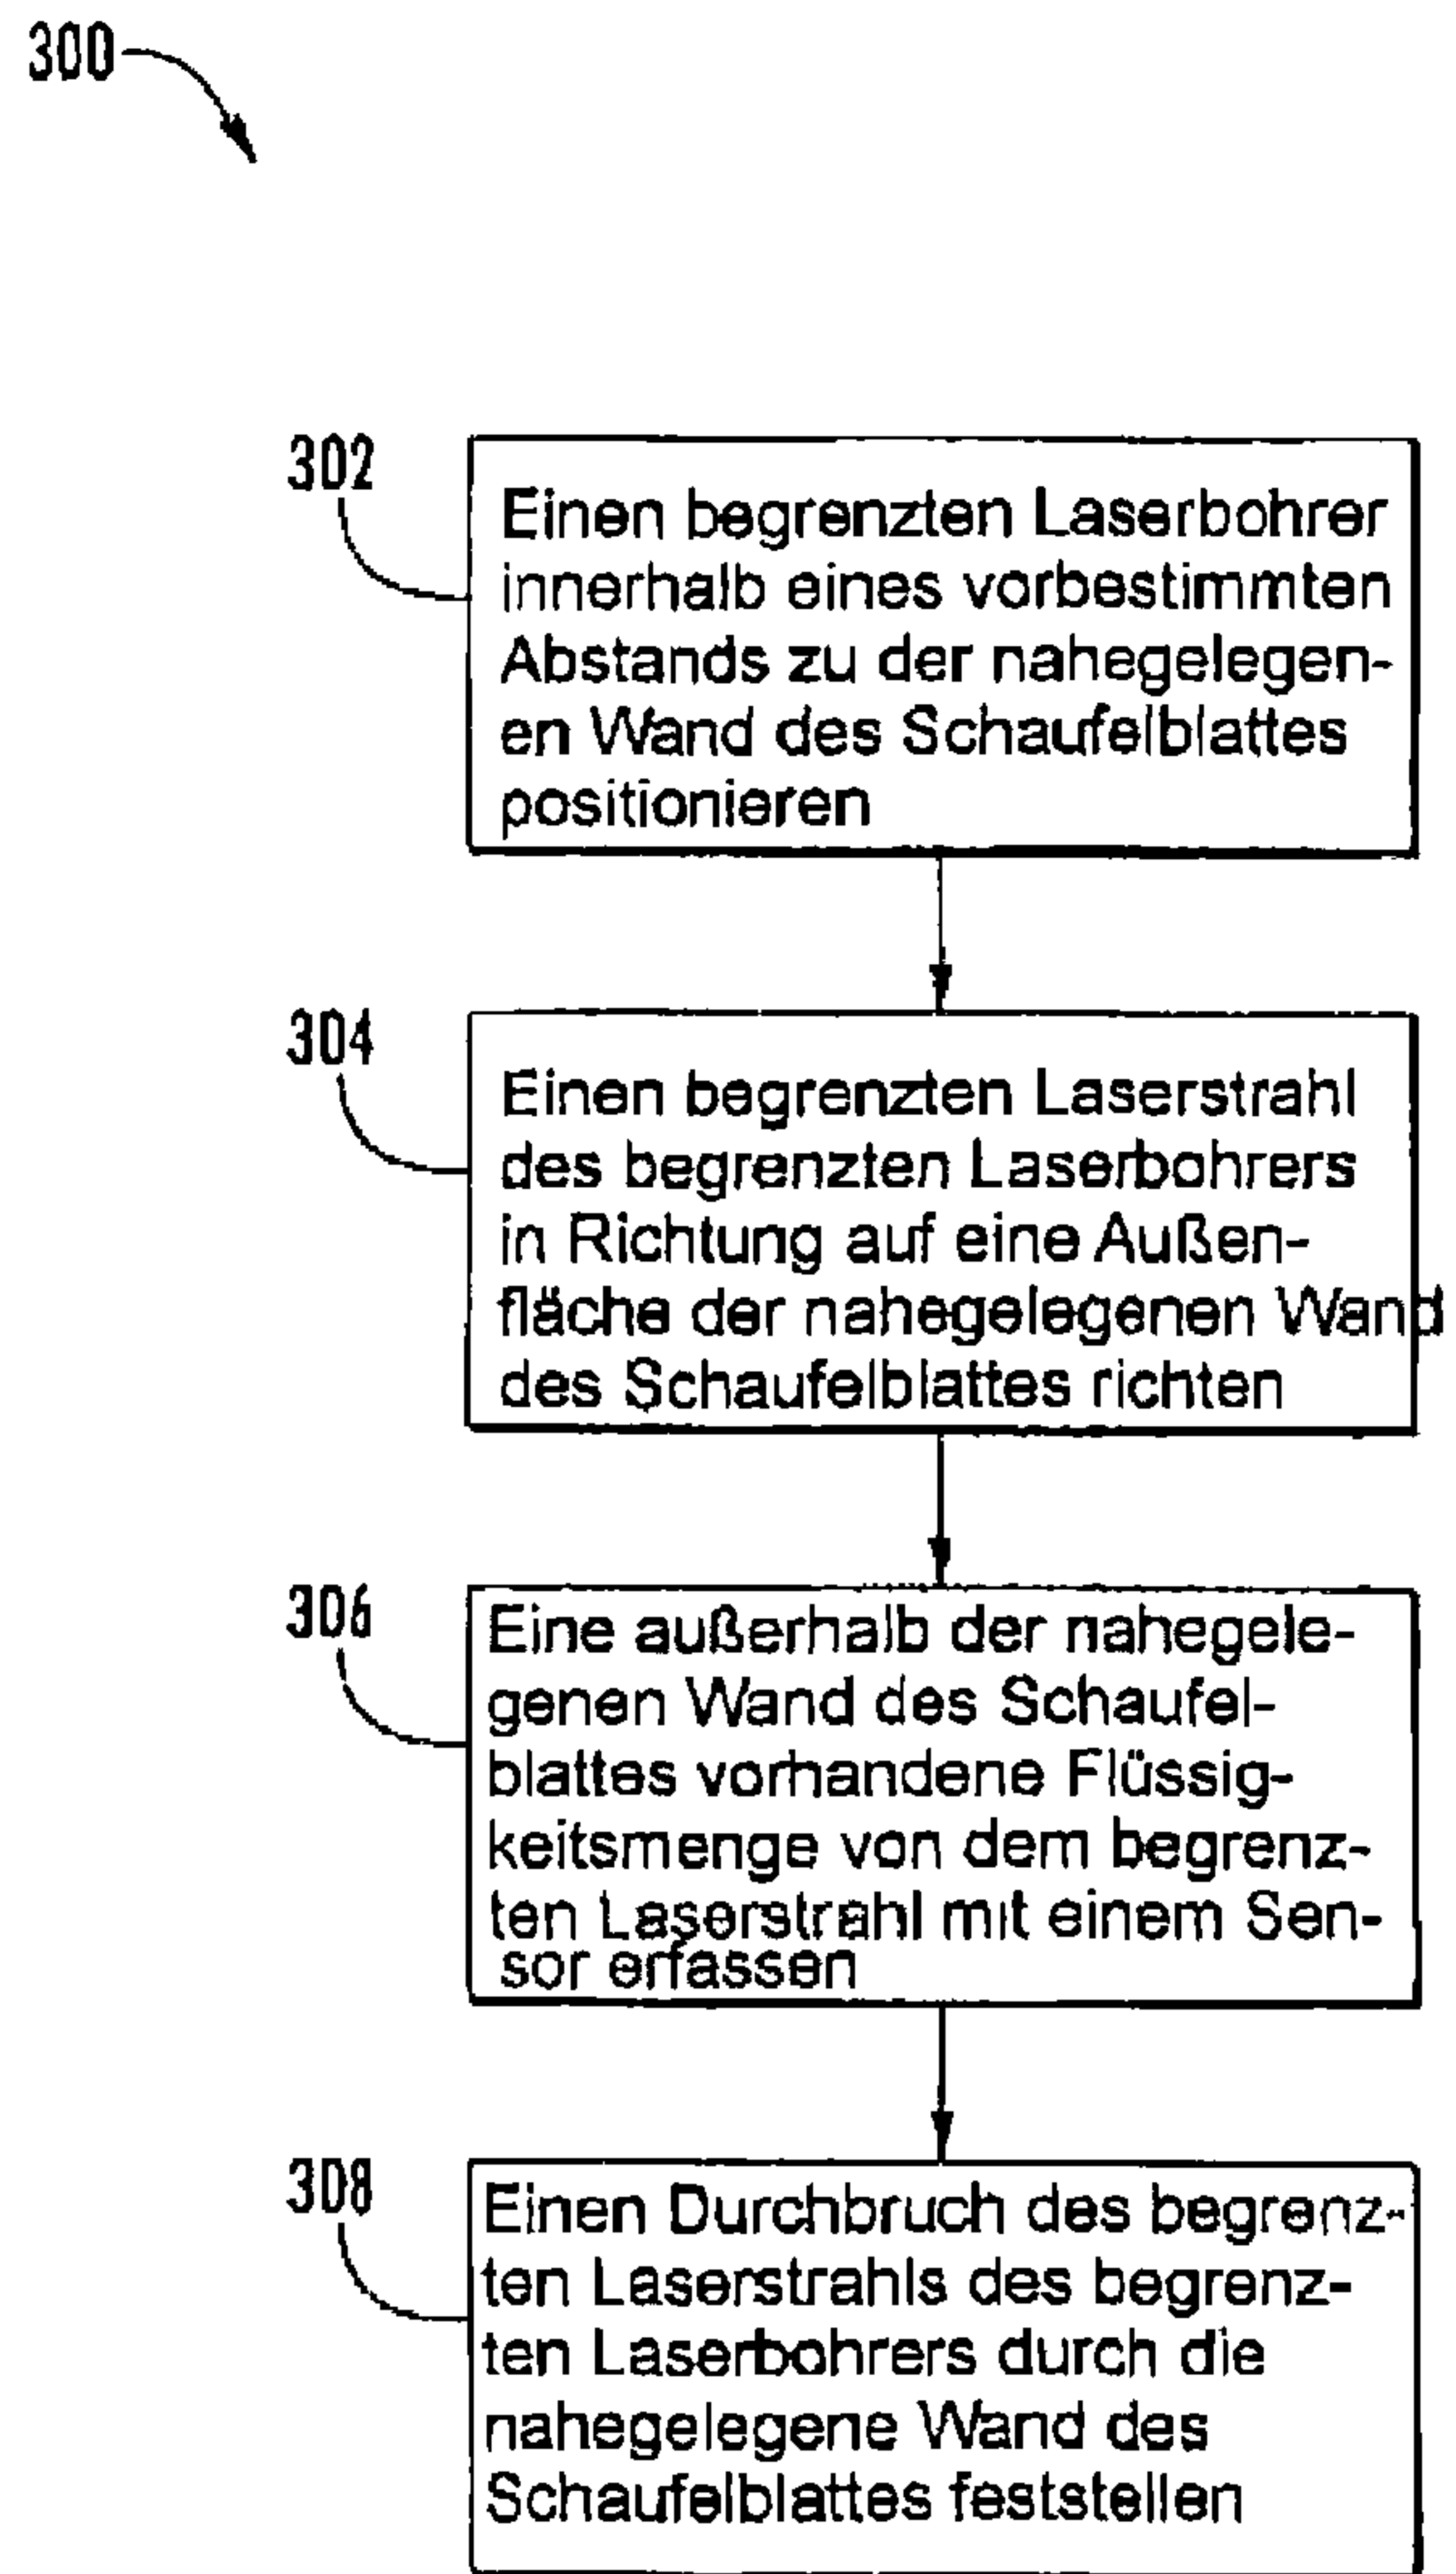 300
302
Einen begrenzten Laserbohrer
innerhalb eines vorbestimmten
Abstands zu der nahegelegen-
en Wand des Schaufelblattes
positionieren
304
Einen begrenzten Laserstrahl
des begrenzten Laserbohrers
in Richtung auf eine Außen-
fläche der nahegelegenen Wand
des Schaufelblattes richten
306
Eine außerhalb der nahegele-
genen Wand des Schaufel-
blattes vorhandene Flüssig-
keitsmenge von dem begrenz-
ten Laserstrahl mit einem Sen-
sor erfassen
308
Einen Durchbruch des begrenz-
ten Laserstrahls des begrenz-
ten Laserbohrers durch die
nahegelegene Wand des
Schaufelblattes feststellen